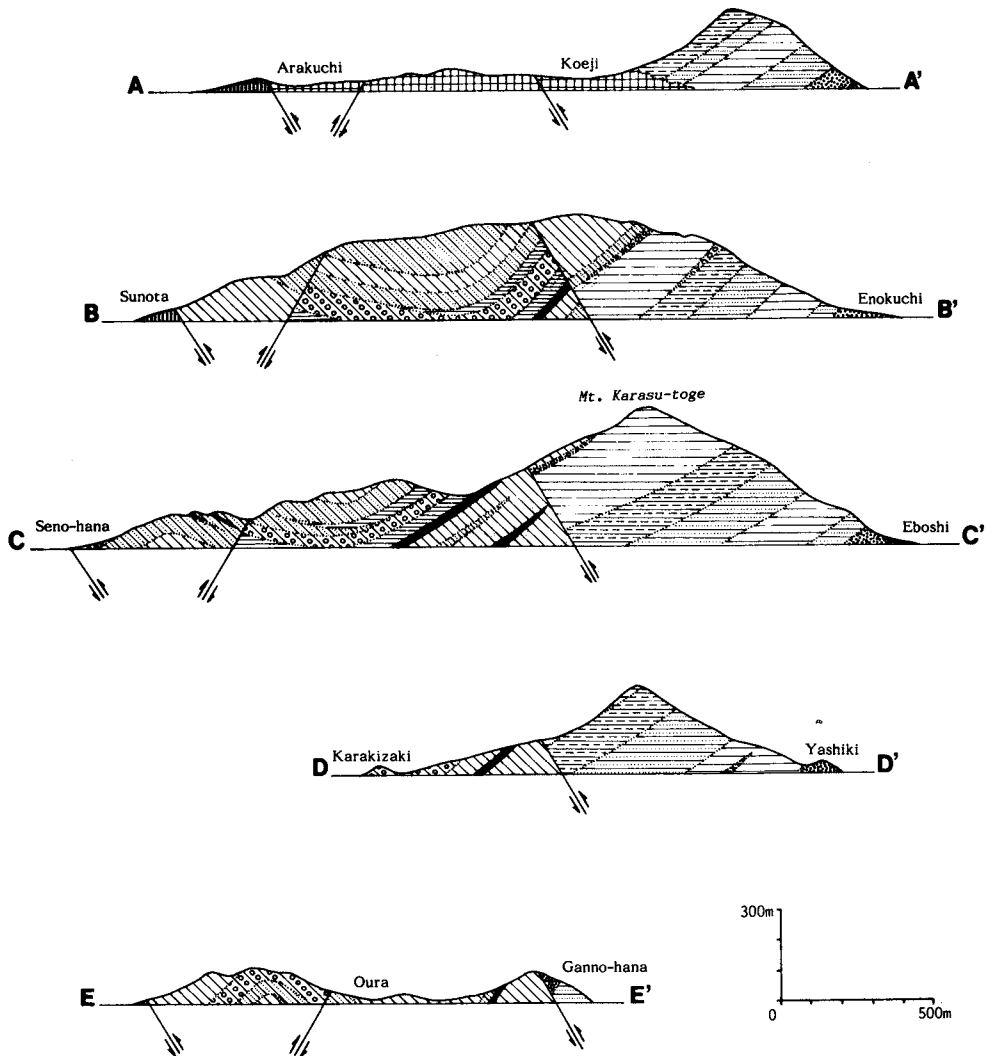 Arakuchi Koeji
A A'
Sunota Enokuchi
B B'
Mt. Karasu-toge
Seno-hana Eboshi
C C'
Karakizaki Yashiki
D D'
Ganno-hana
Oura
E E'
300m
0 500m